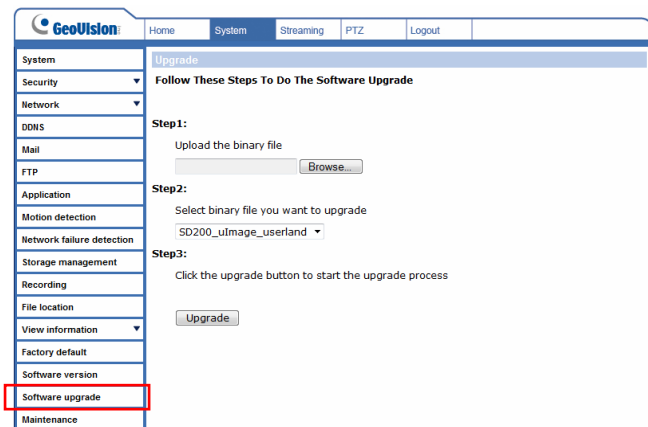 GeoVision
Home System Streaming PTZ Logout
System
Security
Network
DDNS
Mail
FTP
Application
Motion detection
Network failure detection
Storage management
Recording
File location
View information
Factory default
Software version
Software upgrade
Maintenance
Upgrade
Follow These Steps To Do The Software Upgrade
Step1:
Upload the binary file
Browse...
Step2:
Select binary file you want to upgrade
SD200_uImage_userland
Step3:
Click the upgrade button to start the upgrade process
Upgrade